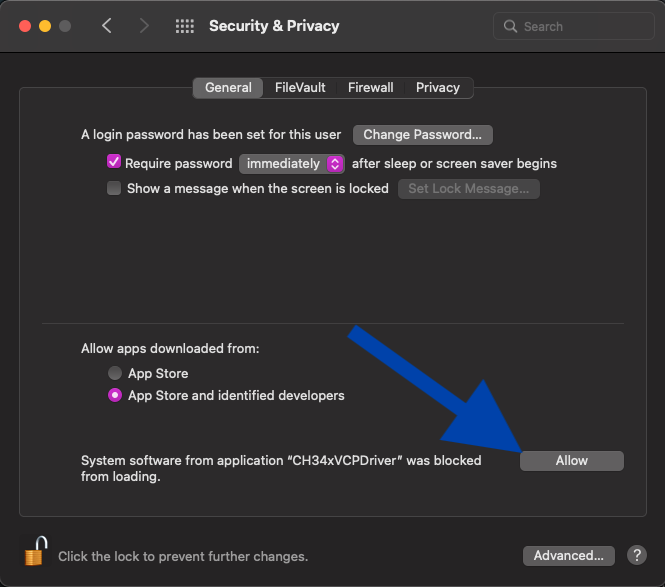 Security & Privacy
Search
General
FileVault
Firewall
Privacy
A login password has been set for this user
Change Password...
Require password
immediately
after sleep or screen saver begins
Show a message when the screen is locked
Set Lock Message...
Allow apps downloaded from:
App Store
App Store and identified developers
System software from application “CH34xVCPDriver” was blocked
from loading.
Allow
Click the lock to prevent further changes.
Advanced...
?